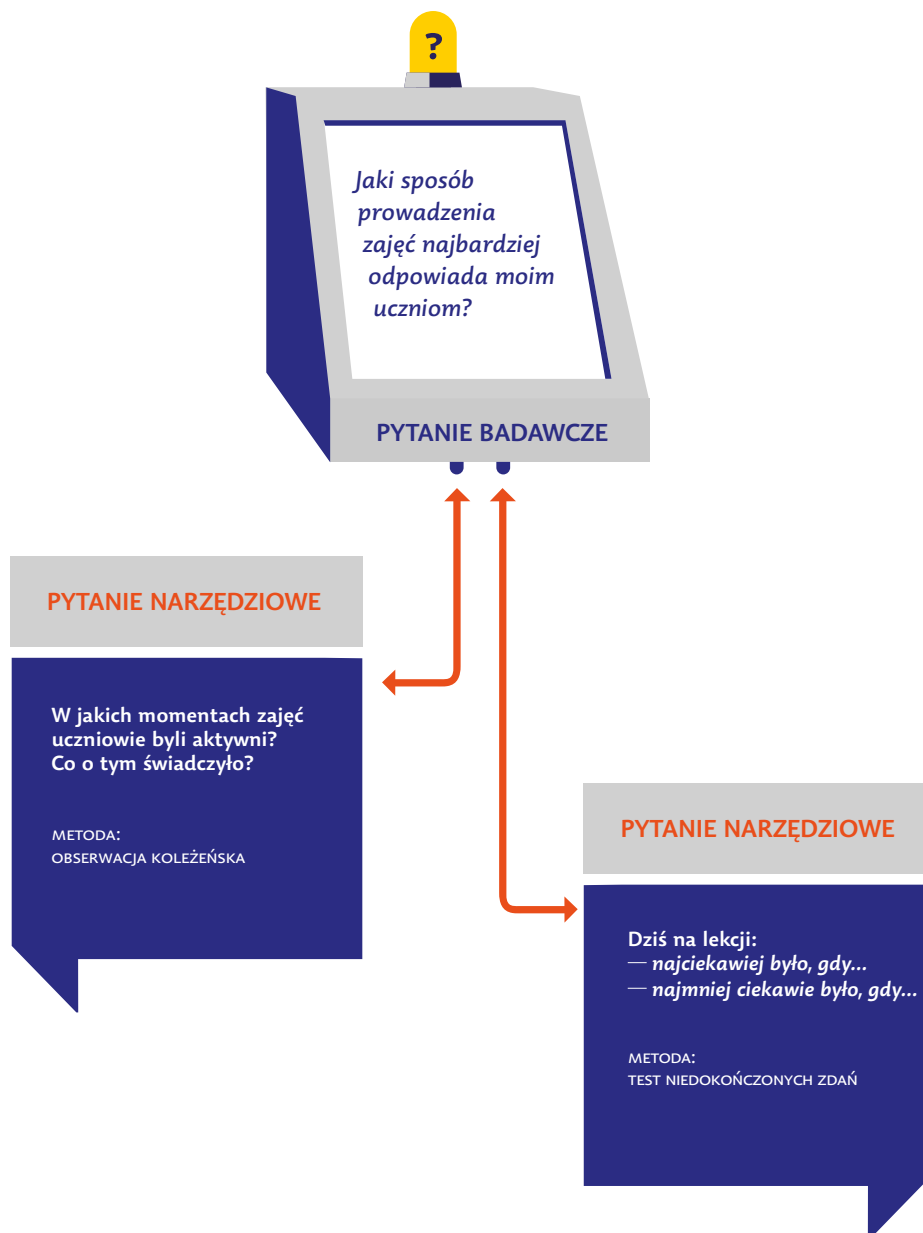 ?
Jaki sposób
prowadzenia
zajęć najbardziej
odpowiada moim
uczniom?
PYTANIE BADAWCZE
PYTANIE NARZĘDZIOWE
W jakich momentach zajęć
uczniowie byli aktywni?
Co o tym świadczyło?
METODA:
OBSERWACJA KOLEŻEŃSKA
PYTANIE NARZĘDZIOWE
Dziś na lekcji:
— najciekawiej było, gdy...
— najmniej ciekawie było, gdy...
METODA:
TEST NIEDOKOŃCZONYCH ZDAŃ